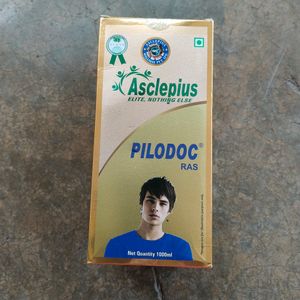 Asclepius
ELITE, NOTHING ELSE
PILODOC®
RAS
Net Quantity 1000ml